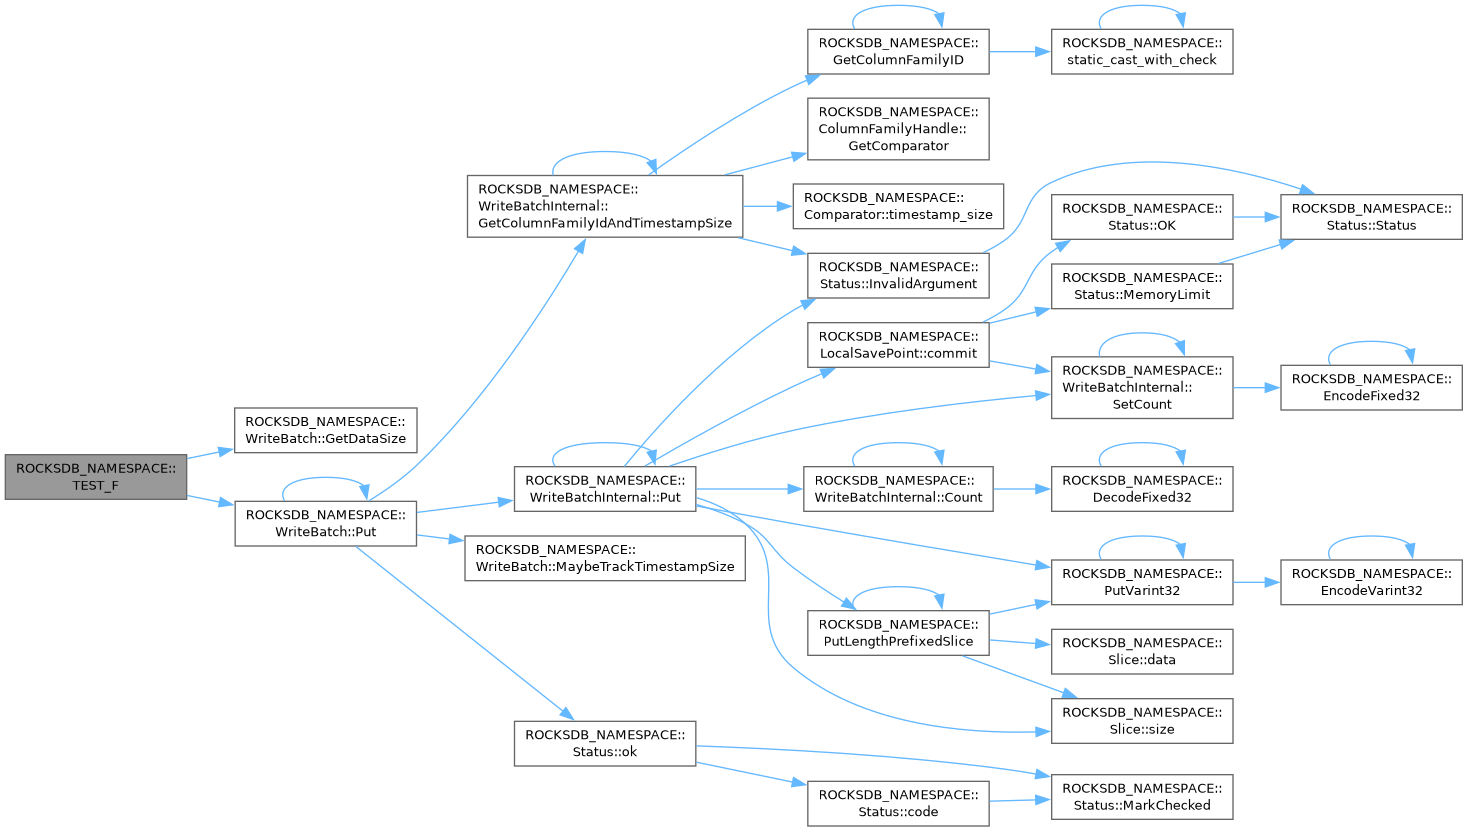 ROCKSDB_NAMESPACE::
TEST_F
ROCKSDB_NAMESPACE::
WriteBatch::GetDataSize
ROCKSDB_NAMESPACE::
WriteBatch::Put
ROCKSDB_NAMESPACE::
WriteBatchInternal::
GetColumnFamilyIdAndTimestampSize
ROCKSDB_NAMESPACE::
WriteBatchInternal::Put
ROCKSDB_NAMESPACE::
WriteBatch::MaybeTrackTimestampSize
ROCKSDB_NAMESPACE::
Status::ok
ROCKSDB_NAMESPACE::
GetColumnFamilyID
ROCKSDB_NAMESPACE::
ColumnFamilyHandle::
GetComparator
ROCKSDB_NAMESPACE::
Comparator::timestamp_size
ROCKSDB_NAMESPACE::
Status::InvalidArgument
ROCKSDB_NAMESPACE::
LocalSavePoint::commit
ROCKSDB_NAMESPACE::
WriteBatchInternal::Count
ROCKSDB_NAMESPACE::
PutLengthPrefixedSlice
ROCKSDB_NAMESPACE::
Status::code
ROCKSDB_NAMESPACE::
static_cast_with_check
ROCKSDB_NAMESPACE::
Status::OK
ROCKSDB_NAMESPACE::
Status::MemoryLimit
ROCKSDB_NAMESPACE::
WriteBatchInternal::
SetCount
ROCKSDB_NAMESPACE::
DecodeFixed32
ROCKSDB_NAMESPACE::
PutVarint32
ROCKSDB_NAMESPACE::
Slice::data
ROCKSDB_NAMESPACE::
Slice::size
ROCKSDB_NAMESPACE::
Status::MarkChecked
ROCKSDB_NAMESPACE::
Status::Status
ROCKSDB_NAMESPACE::
EncodeFixed32
ROCKSDB_NAMESPACE::
EncodeVarint32